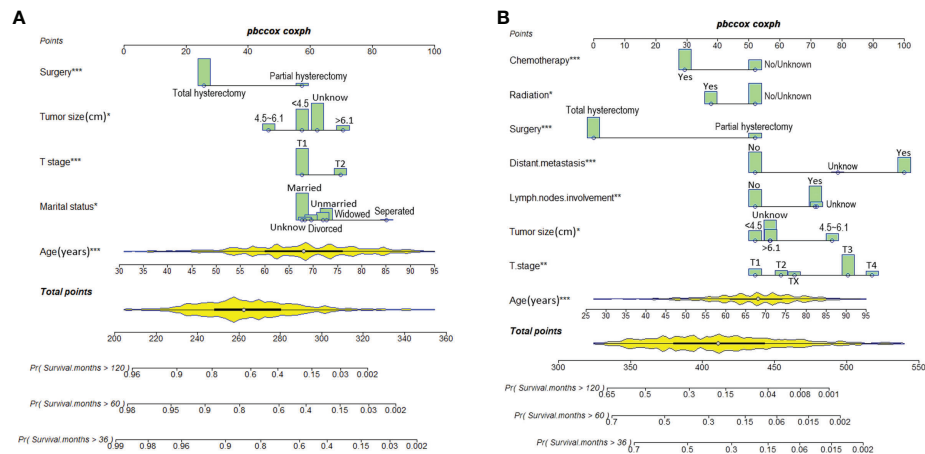 A
pbccox coxph
Points
0 20 40 60 80 100
Surgery***
Partial hysterectomy
Total hysterectomy
Tumor size(cm)*
4.5~6.1 <4.5 Unknow >6.1
T stage***
T1 T2
Marital status*
Married
Unmarried
Widowed Seperated
Unknow Divorced
Age(years)***
30 35 40 45 50 55 60 65 70 75 80 85 90 95
Total points
200 220 240 260 280 300 320 340 360
Pr( Survival.months > 120 )
0.96 0.9 0.8 0.6 0.4 0.15 0.03 0.002
Pr( Survival.months > 60 )
0.98 0.95 0.9 0.8 0.6 0.4 0.15 0.03 0.002
Pr( Survival.months > 36 )
0.99 0.98 0.96 0.9 0.8 0.6 0.4 0.15 0.03 0.002
B
pbccox coxph
Points
0 10 20 30 40 50 60 70 80 90 100
Chemotherapy***
No/Unknown
Yes
Radiation*
Yes
No/Unknown
Surgery***
Total hysterectomy
Partial hysterectomy
Distant.metastasis***
No Unknow Yes
Lymph.nodes.involvement**
No Yes
Unknow
Tumor size(cm)*
Unknow
<4.5 4.5~6.1
>6.1
T.stage**
T1 T2 T3 T4
TX
Age(years)***
25 35 45 50 55 60 65 70 75 80 85 95
Total points
300 350 400 450 500 550
Pr( Survival.months > 120 )
0.65 0.5 0.3 0.15 0.04 0.008 0.001
Pr( Survival.months > 60 )
0.7 0.5 0.3 0.15 0.06 0.015 0.002
Pr( Survival.months > 36 )
0.7 0.5 0.3 0.15 0.06 0.015 0.002